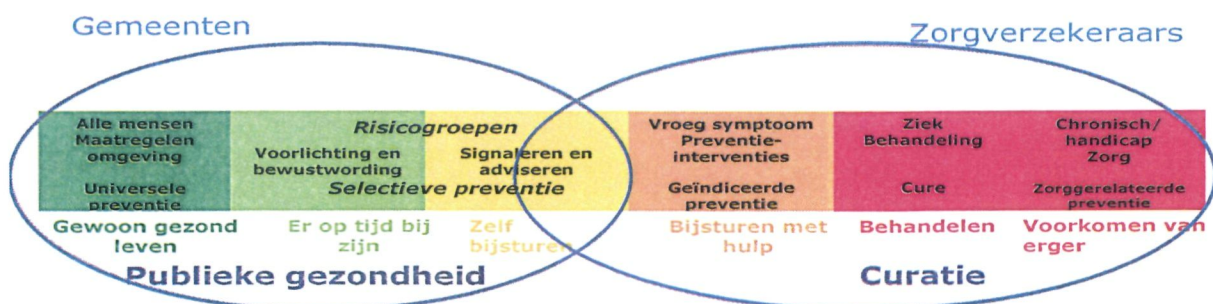 Gemeenten
Zorgverzekeraars
Alle mensen
Maatregelen
omgeving
Universele
preventie
Risicogroepen
Voorlichting en
bewustwording
Signaleren en
adviseren
Selectieve preventie
Vroeg symptoom
Preventie-
interventies
Geïndiceerde
preventie
Ziek
Behandeling
Cure
Chronisch/
handicap
Zorg
Zorggerelateerde
preventie
Gewoon gezond
leven
Er op tijd bij
zijn
Zelf
bijsturen
Bijsturen met
hulp
Behandelen
Voorkomen van
erger
Publieke gezondheid
Curatie